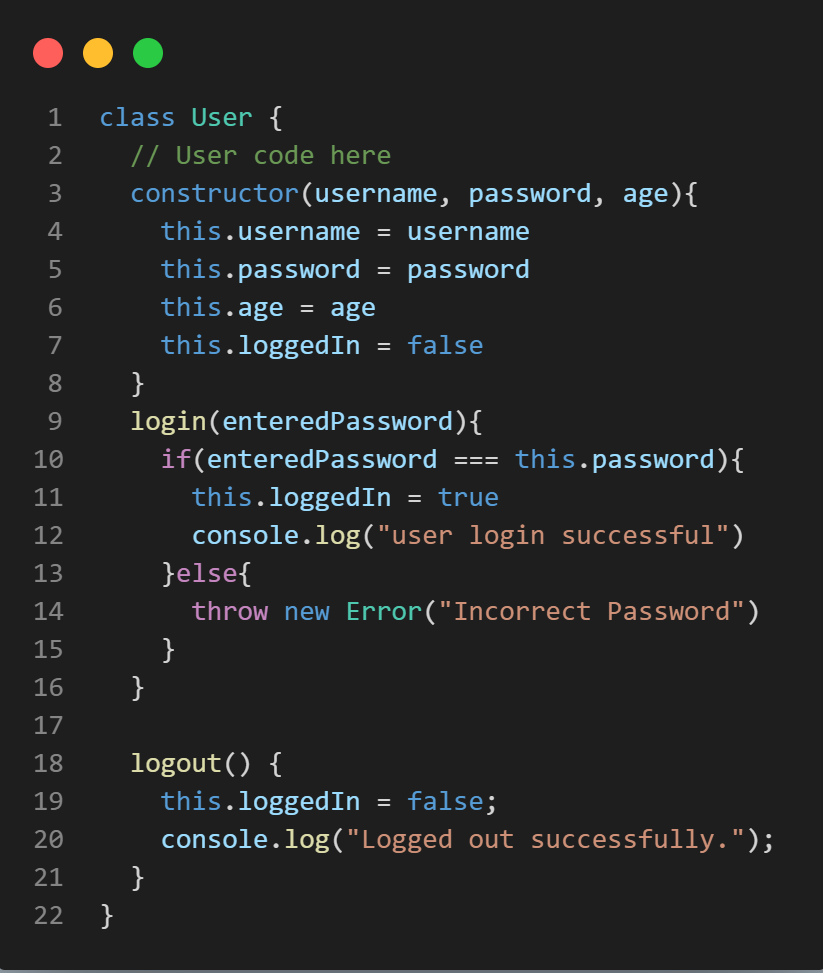 1 class User {
2   // User code here
3   constructor(username, password, age){
4     this.username = username
5     this.password = password
6     this.age = age
7     this.loggedIn = false
8   }
9   login(enteredPassword){
10     if(enteredPassword === this.password){
11       this.loggedIn = true
12       console.log("user login successful")
13     }else{
14       throw new Error("Incorrect Password")
15     }
16   }
17
18   logout() {
19     this.loggedIn = false;
20     console.log("Logged out successfully.");
21   }
22 }